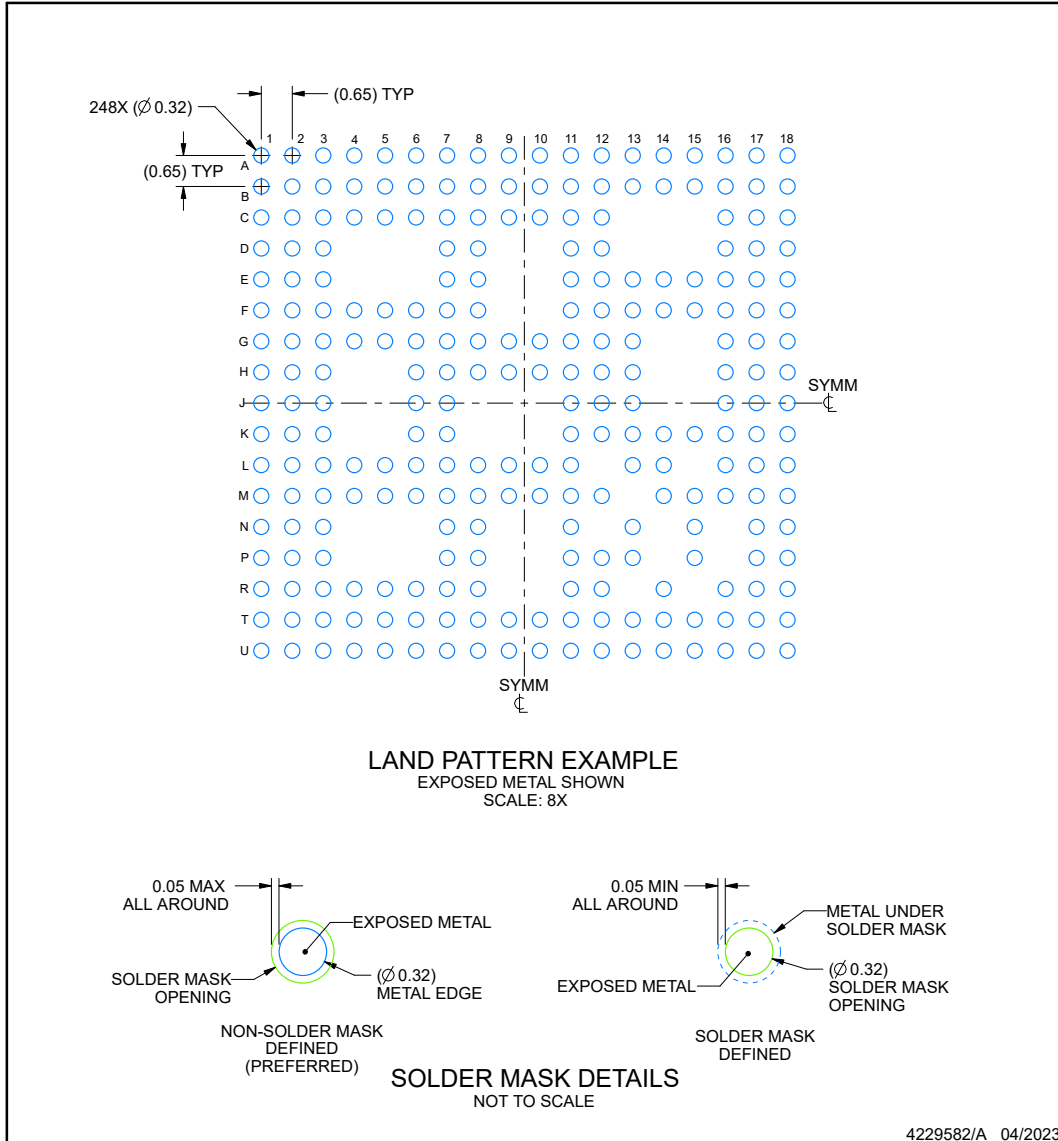 (0.65) TYP
248X (∅ 0.32)
1 2 3 4 5 6 7 8 9 10 11 12 13 14 15 16 17 18
A
(0.65) TYP
B
C
D
E
F
G
H
SYMM
J
℄
K
L
M
N
P
R
T
U
SYMM
℄
LAND PATTERN EXAMPLE
EXPOSED METAL SHOWN
SCALE: 8X
0.05 MAX
ALL AROUND
EXPOSED METAL
SOLDER MASK
OPENING
(∅ 0.32)
METAL EDGE
NON-SOLDER MASK
DEFINED
(PREFERRED)
0.05 MIN
ALL AROUND
METAL UNDER
SOLDER MASK
EXPOSED METAL
(∅ 0.32)
SOLDER MASK
OPENING
SOLDER MASK
DEFINED
SOLDER MASK DETAILS
NOT TO SCALE
4229582/A 04/2023